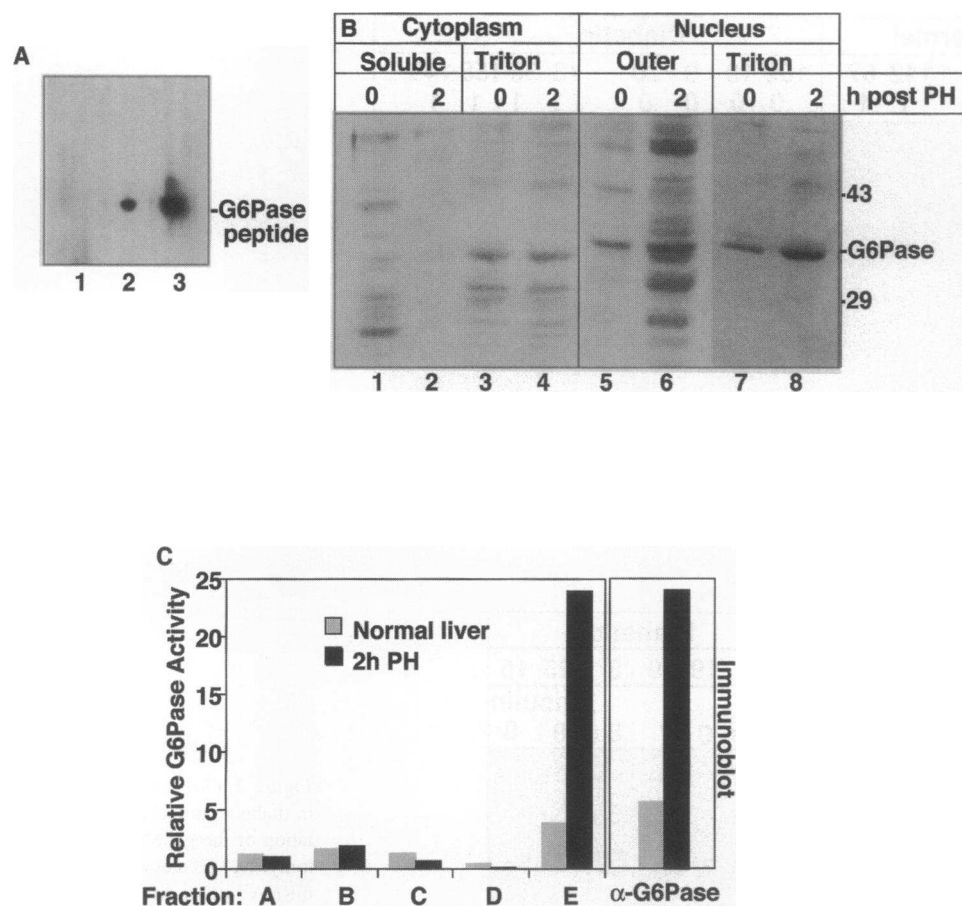 A
-G6Pase
peptide
1 2 3
B
Cytoplasm Nucleus
Soluble Triton Outer Triton
0 2 0 2 0 2 0 2 h post PH
-43
-G6Pase
-29
1 2 3 4 5 6 7 8
C
Relative G6Pase Activity
25
20
15
10
5
0
Normal liver
2h PH
Immunoblot
Fraction: A B C D E α-G6Pase